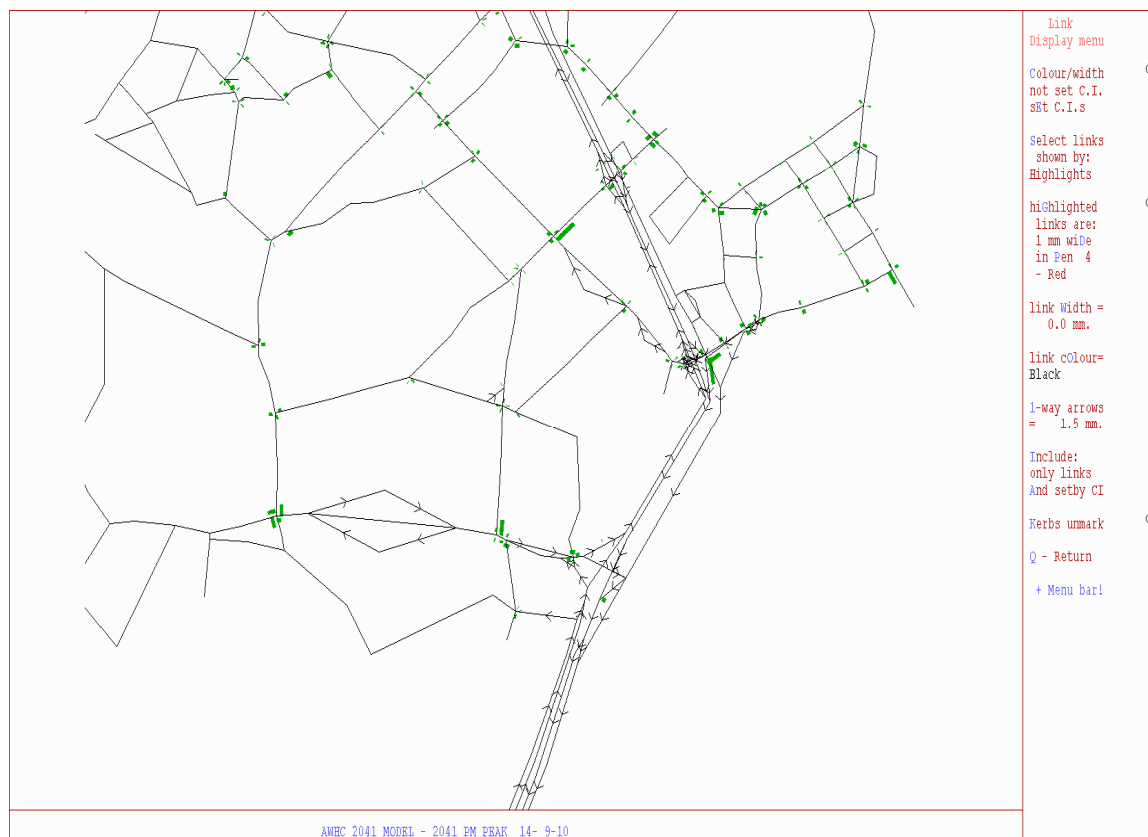 Link
Display menu
Colour/width
not set C.I.
sEt C.I.s
Select links
shown by:
Highlights
hiGhlighted
links are:
1 mm wiDe
in Pen 4
- Red
link Width =
0.0 mm.
link cOlour=
Black
1-way arrows
= 1.5 mm.
Include:
only links
And setby CI
Kerbs unmark
Q - Return
+ Menu bar!
AWHC 2041 MODEL - 2041 PM PEAK 14- 9-10